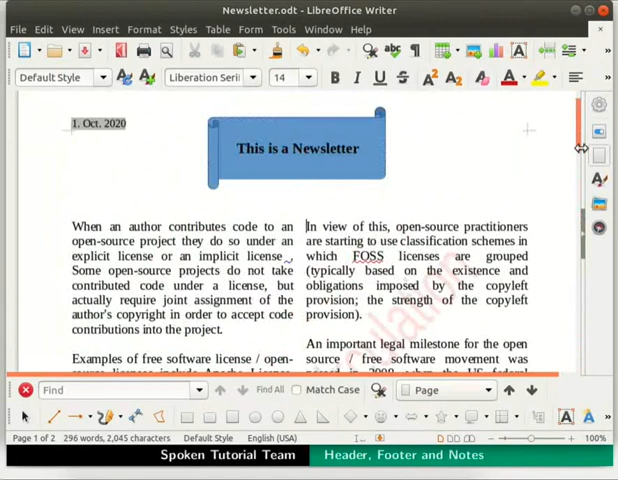 Newsletter.odt - LibreOffice Writer
File Edit View Insert Format Styles Table Form Tools Window Help
Default Style Liberation Seri 14
1. Oct. 2020
This is a Newsletter
When an author contributes code to an
open-source project they do so under an
explicit license or an implicit license .
Some open-source projects do not take
contributed code under a license, but
actually require joint assignment of the
author's copyright in order to accept code
contributions into the project.
Examples of free software license / open-
In view of this, open-source practitioners
are starting to use classification schemes in
which FOSS licenses are grouped
(typically based on the existence and
obligations imposed by the copyleft
provision; the strength of the copyleft
provision).
An important legal milestone for the open
source / free software movement was
Find Find All Match Case Page
Page 1 of 2 296 words, 2,045 characters Default Style English (USA) 100%
Spoken Tutorial Team Header, Footer and Notes